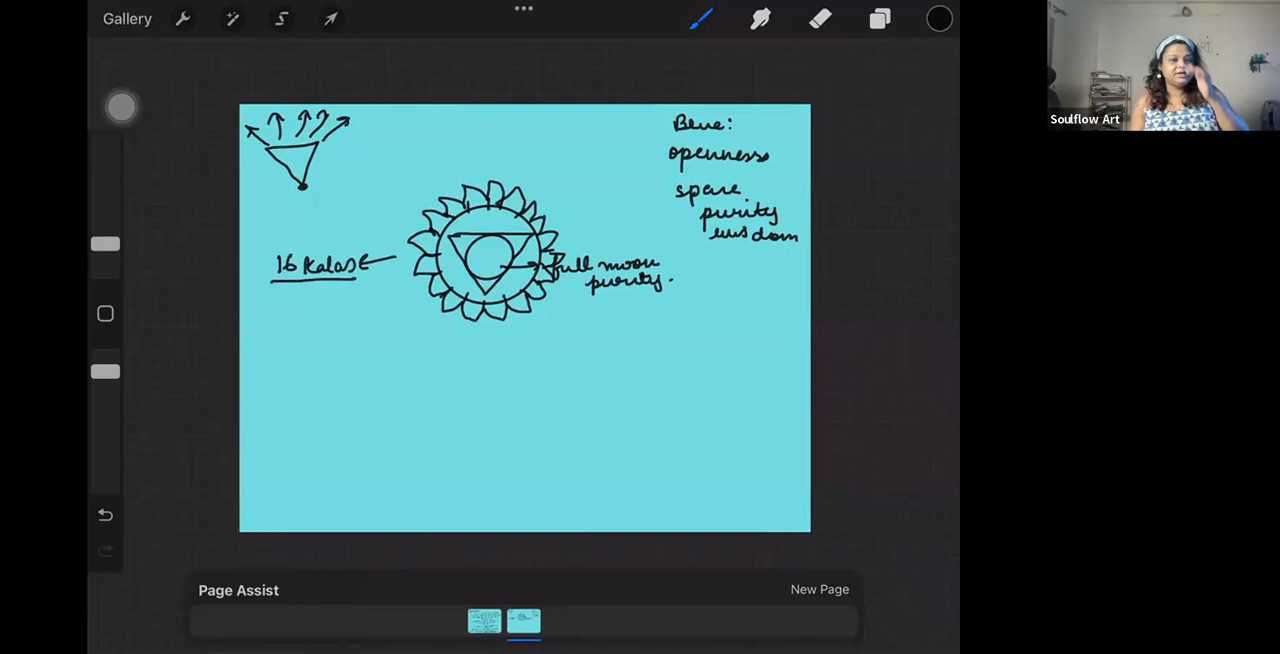 Gallery
Soulflow Art
Blue:
openness
space
purity
wisdom
16 Kalas
full moon
purity.
Page Assist
New Page